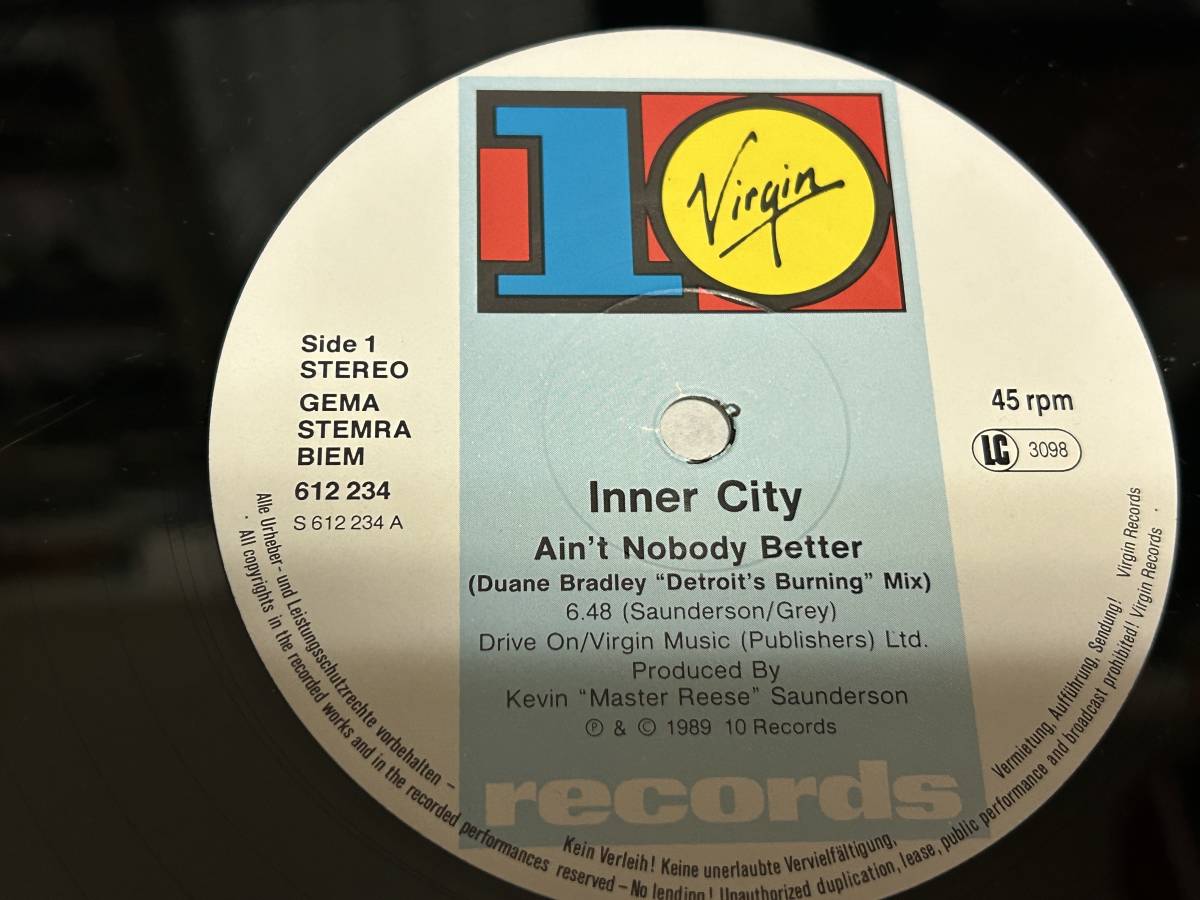 10
Virgin
Side 1
STEREO
GEMA
STEMRA
BIEM
612 234
S 612 234 A
45 rpm
LC 3098
Inner City
Ain't Nobody Better
(Duane Bradley “Detroit's Burning” Mix)
6.48 (Saunderson/Grey)
Drive On/Virgin Music (Publishers) Ltd.
Produced By
Kevin “Master Reese” Saunderson
Ⓟ & © 1989 10 Records
records
Alle Urheber- und Leistungsschutzrechte vorbehalten – Kein Verleih! Keine unerlaubte Vervielfältigung, Vermietung, Aufführung, Sendung! Virgin Records
· All copyrights in the recorded works and in the recorded performances reserved – No lending! Unauthorized duplication, lease, public performance and broadcast prohibited! Virgin Records ·